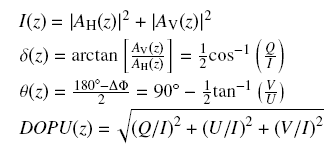 I(z) = |A_H(z)|² + |A_V(z)|²
δ(z) = arctan [A_V(z)/A_H(z)] = 1/2 cos⁻¹ (Q/I)
θ(z) = (180°−ΔΦ)/2 = 90° − 1/2 tan⁻¹ (V/U)
DOPU(z) = √((Q/I)² + (U/I)² + (V/I)²)